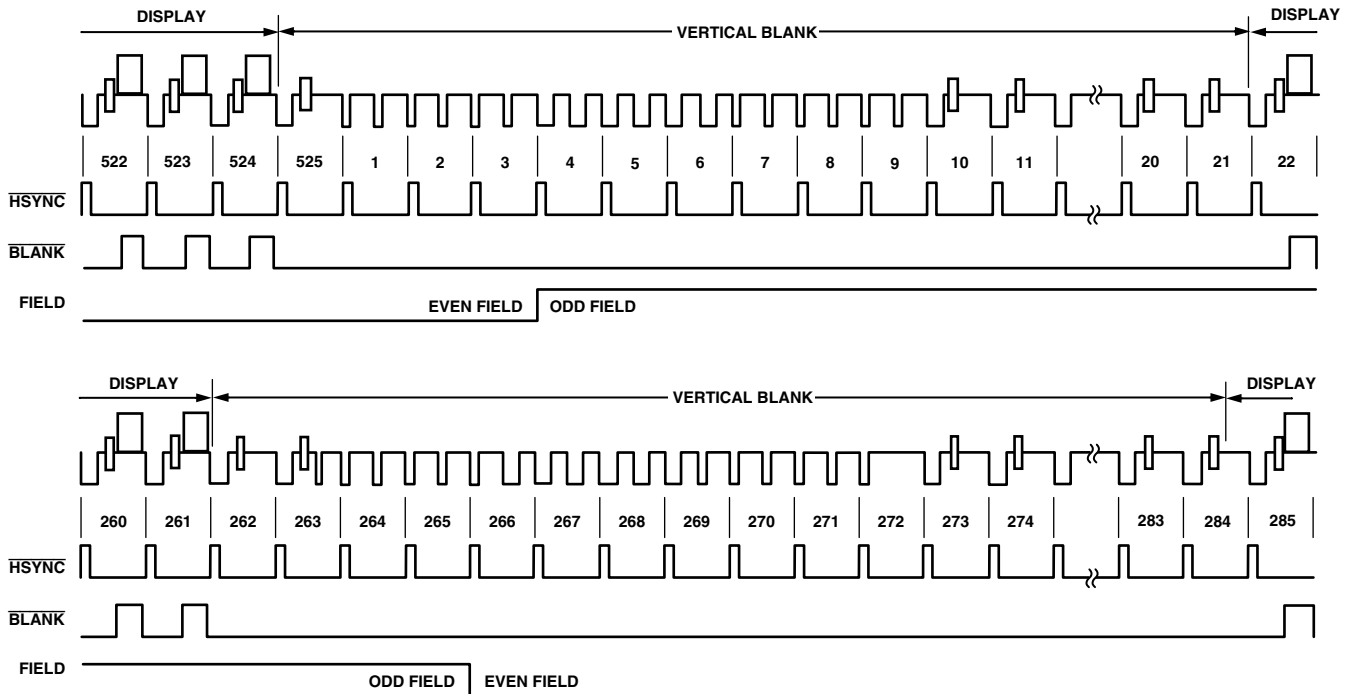 DISPLAY VERTICAL BLANK DISPLAY
522 523 524 525 1 2 3 4 5 6 7 8 9 10 11 20 21 22
HSYNC
BLANK
FIELD EVEN FIELD ODD FIELD
DISPLAY VERTICAL BLANK DISPLAY
260 261 262 263 264 265 266 267 268 269 270 271 272 273 274 283 284 285
HSYNC
BLANK
FIELD ODD FIELD EVEN FIELD